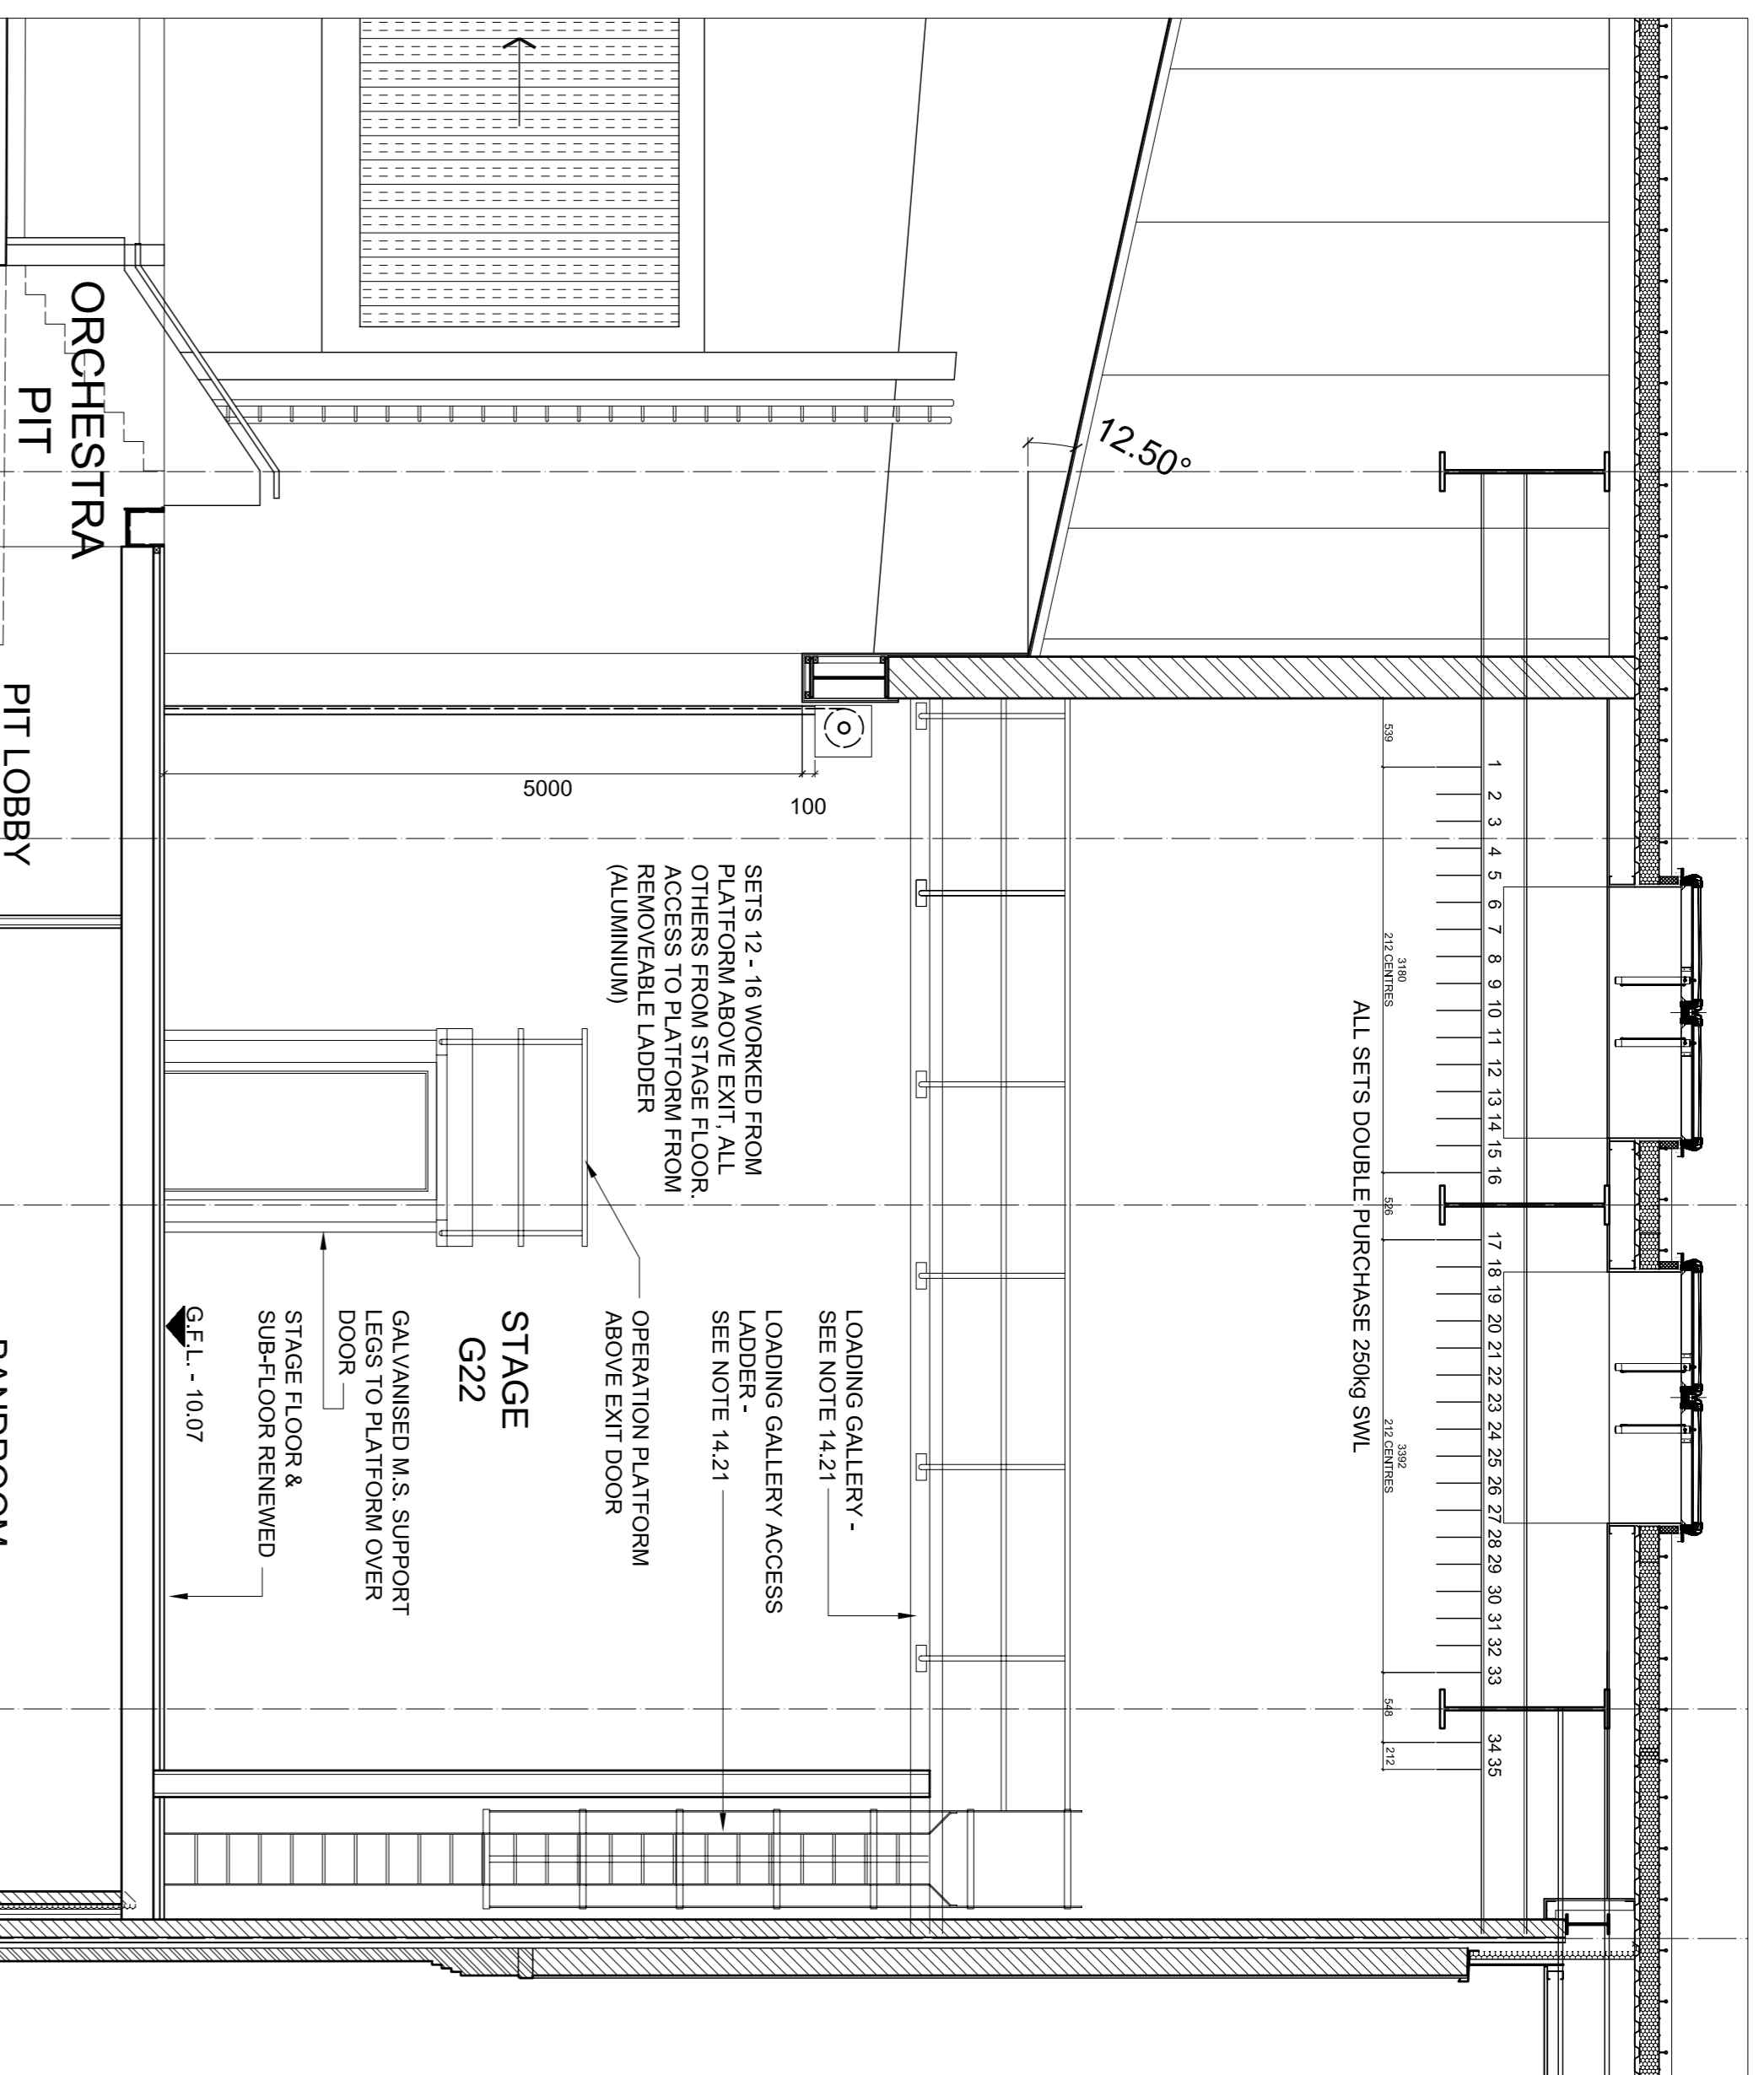 12.50°
539
1 2 3 4 5 6 7 8 9 10 11 12 13 14 15 16 17 18 19 20 21 22 23 24 25 26 27 28 29 30 31 32 33 34 35
3180
212 CENTRES
526
3392
212 CENTRES
548
212
ALL SETS DOUBLE PURCHASE 250kg SWL
5000
100
SETS 12 - 16 WORKED FROM
PLATFORM ABOVE EXIT, ALL
OTHERS FROM STAGE FLOOR.
ACCESS TO PLATFORM FROM
REMOVEABLE LADDER
(ALUMINIUM)
LOADING GALLERY -
SEE NOTE 14.21
LOADING GALLERY ACCESS
LADDER -
SEE NOTE 14.21
OPERATION PLATFORM
ABOVE EXIT DOOR
STAGE
G22
GALVANISED M.S. SUPPORT
LEGS TO PLATFORM OVER
DOOR
STAGE FLOOR &
SUB-FLOOR RENEWED
G.F.L. - 10.07
ORCHESTRA
PIT
PIT LOBBY
BANDROOM